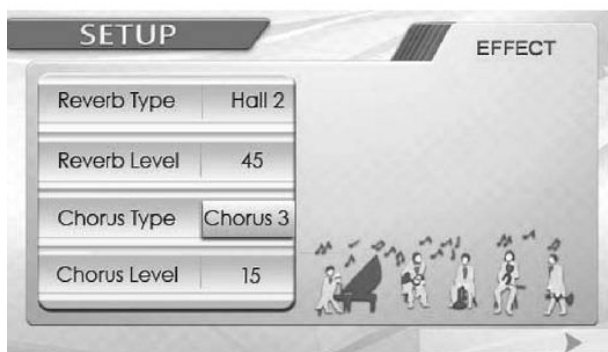 SETUP
EFFECT
Reverb Type Hall 2
Reverb Level 45
Chorus Type Chorus 3
Chorus Level 15